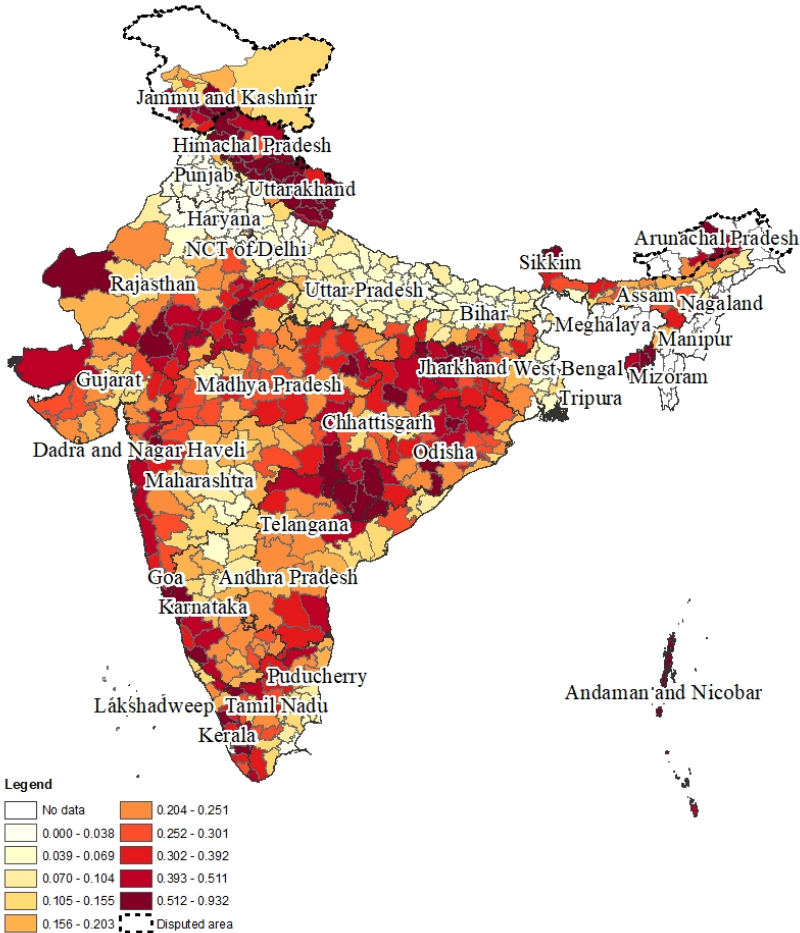 Jammu and Kashmir
Himachal Pradesh
Punjab
Uttarakhand
Haryana
NCT of Delhi
Arunachal Pradesh
Sikkim
Rajasthan
Uttar Pradesh
Assam
Nagaland
Bihar
Meghalaya
Manipur
Gujarat
Madhya Pradesh
Jharkhand
West Bengal
Mizoram
Tripura
Chhattisgarh
Dadra and Nagar Haveli
Odisha
Maharashtra
Telangana
Goa
Andhra Pradesh
Karnataka
Puducherry
Andaman and Nicobar
Lakshadweep
Tamil Nadu
Kerala
Legend
No data
0.000 - 0.038
0.039 - 0.069
0.070 - 0.104
0.105 - 0.155
0.156 - 0.203
0.204 - 0.251
0.252 - 0.301
0.302 - 0.392
0.393 - 0.511
0.512 - 0.932
Disputed area